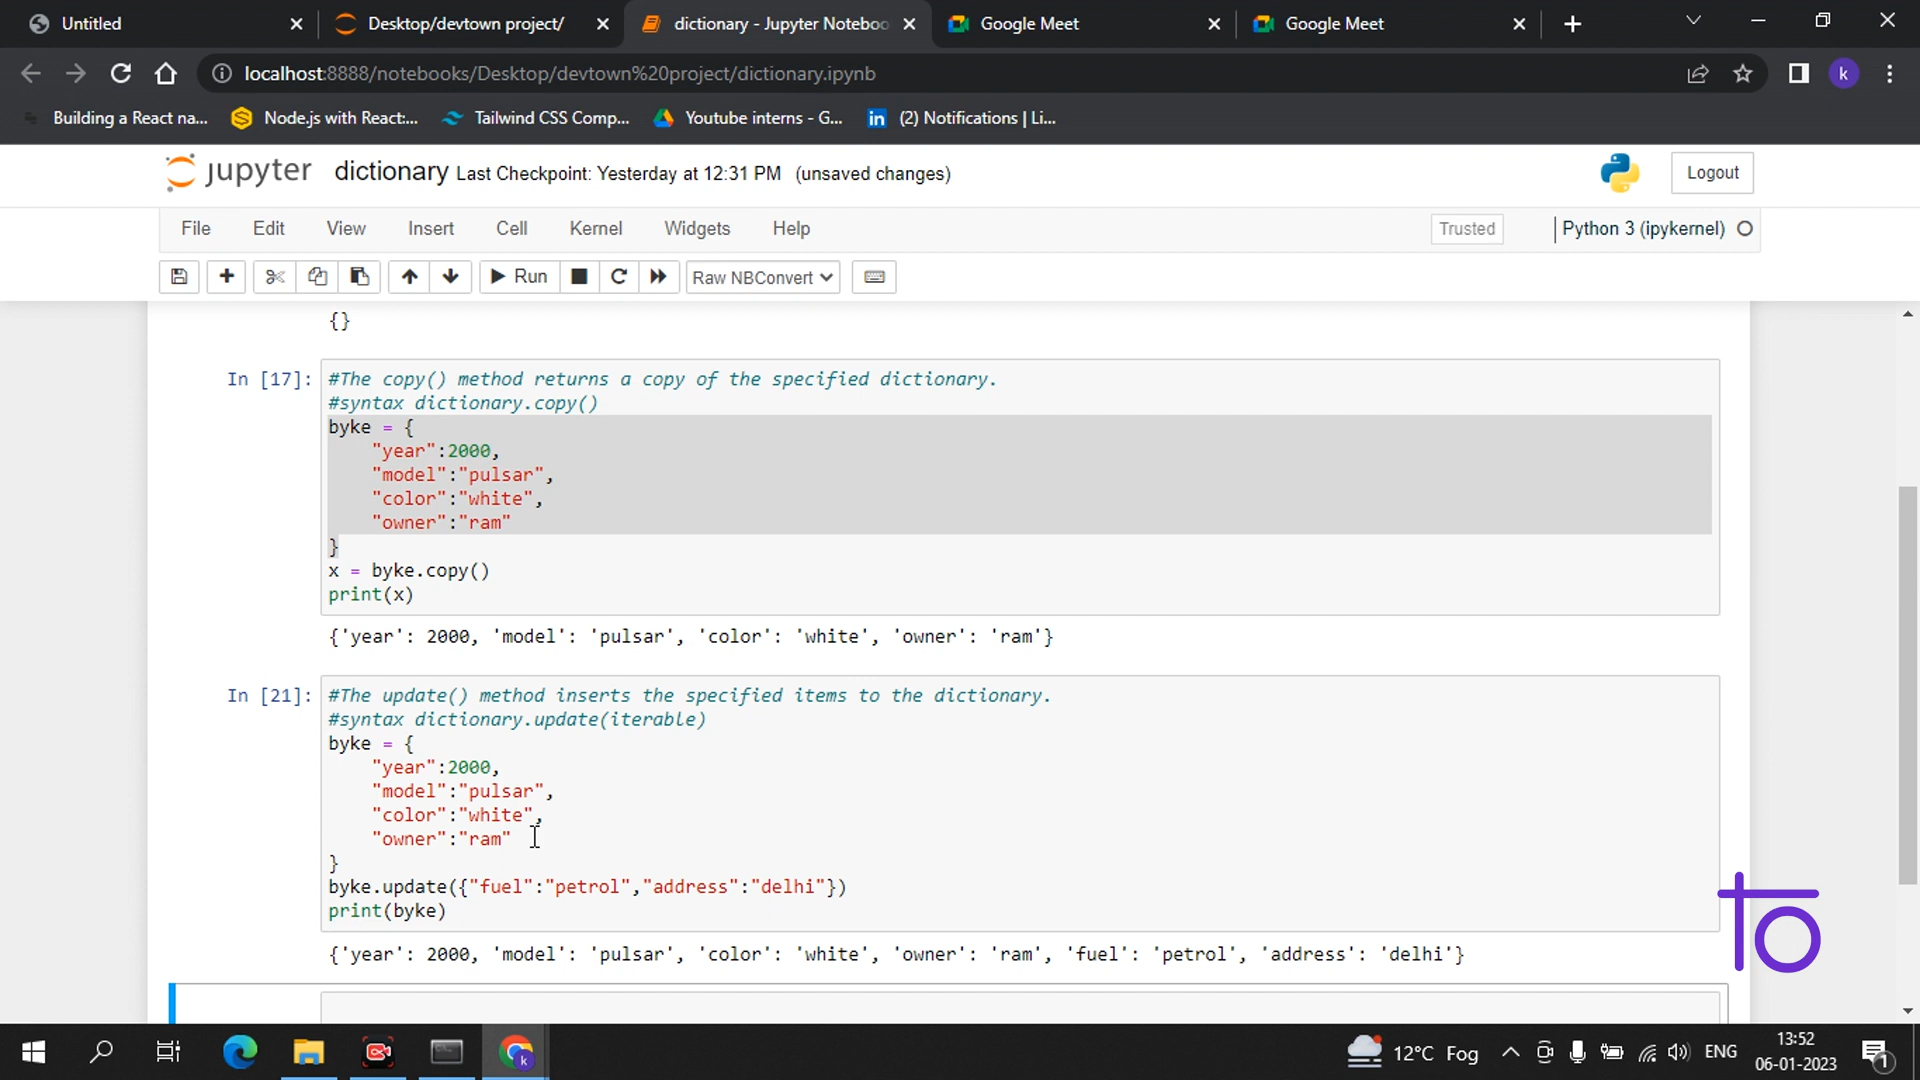 Untitled
Desktop/devtown project/
dictionary - Jupyter Noteboo
Google Meet
Google Meet
localhost:8888/notebooks/Desktop/devtown%20project/dictionary.ipynb
k
Building a React na...
Node.js with React:...
Tailwind CSS Comp...
Youtube interns - G...
in
(2) Notifications | Li...
jupyter
dictionary Last Checkpoint: Yesterday at 12:31 PM (unsaved changes)
Logout
File
Edit
View
Insert
Cell
Kernel
Widgets
Help
Trusted
Python 3 (ipykernel)
Run
Raw NBConvert
{}
In [17]:
#The copy() method returns a copy of the specified dictionary.
#syntax dictionary.copy()
byke = {
"year":2000,
"model":"pulsar",
"color":"white",
"owner":"ram"
}
x = byke.copy()
print(x)
{'year': 2000, 'model': 'pulsar', 'color': 'white', 'owner': 'ram'}
In [21]:
#The update() method inserts the specified items to the dictionary.
#syntax dictionary.update(iterable)
byke = {
"year":2000,
"model":"pulsar",
"color":"white",
"owner":"ram"
}
byke.update({"fuel":"petrol","address":"delhi"})
print(byke)
{'year': 2000, 'model': 'pulsar', 'color': 'white', 'owner': 'ram', 'fuel': 'petrol', 'address': 'delhi'}
k
12°C Fog
ENG
13:52
06-01-2023
1